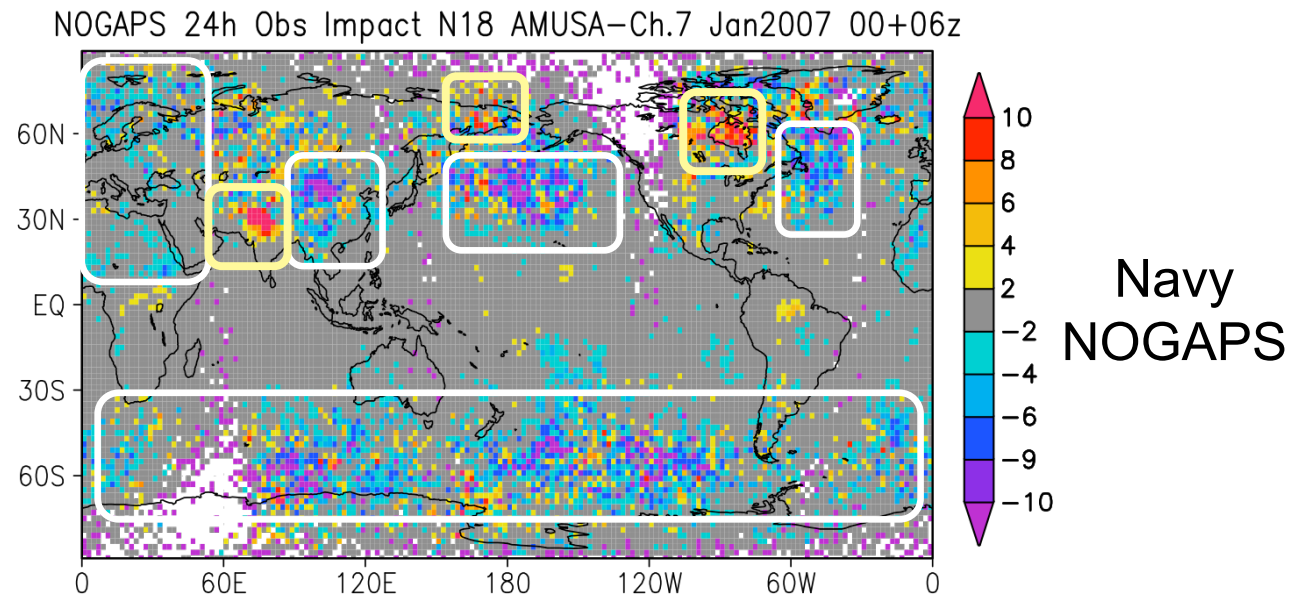 NOGAPS 24h Obs Impact N18 AMUSA-Ch.7 Jan2007 00+06z
60N
30N
EQ
30S
60S
0 60E 120E 180 120W 60W 0
10
8
6
4
2
-2
-4
-6
-9
-10
Navy
NOGAPS